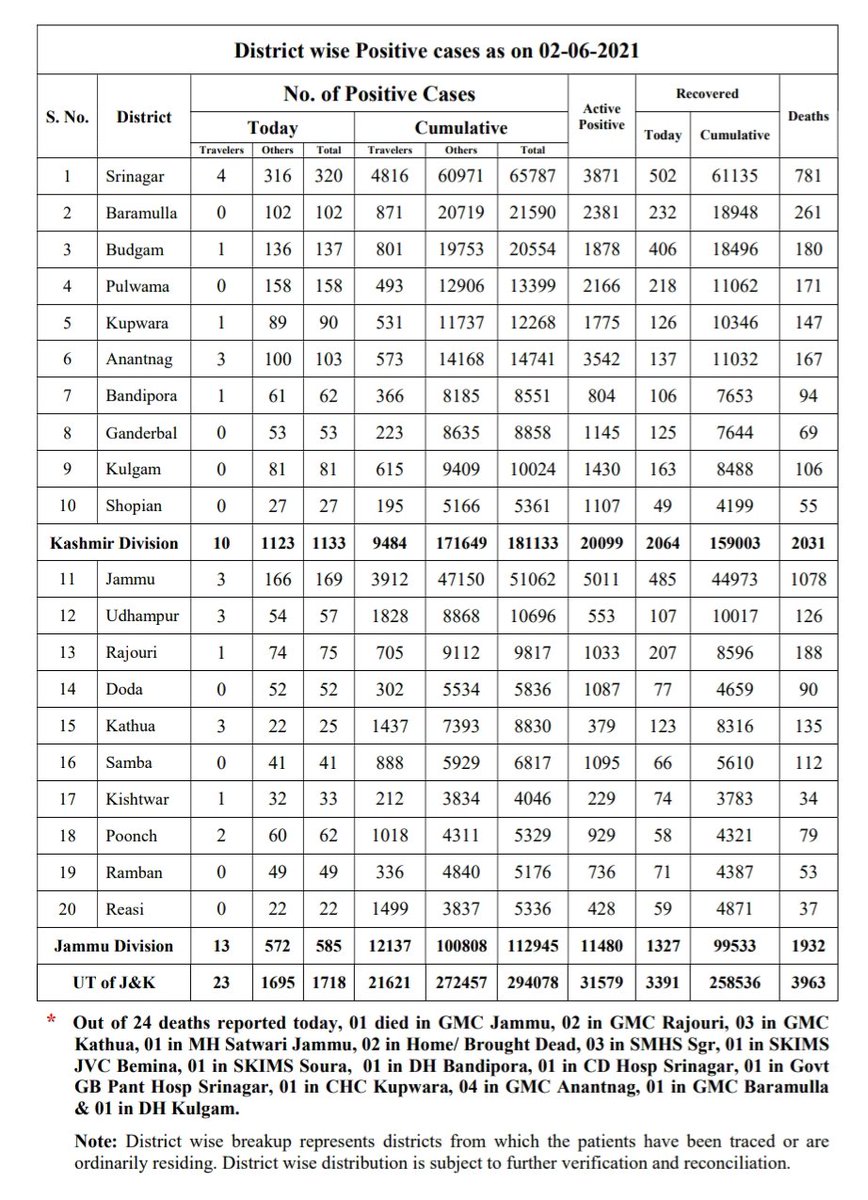 District wise Positive cases as on 02-06-2021
S. No. District No. of Positive Cases Active Positive Recovered Deaths
Today Cumulative Today Cumulative
Travelers Others Total Travelers Others Total
1 Srinagar 4 316 320 4816 60971 65787 3871 502 61135 781
2 Baramulla 0 102 102 871 20719 21590 2381 232 18948 261
3 Budgam 1 136 137 801 19753 20554 1878 406 18496 180
4 Pulwama 0 158 158 493 12906 13399 2166 218 11062 171
5 Kupwara 1 89 90 531 11737 12268 1775 126 10346 147
6 Anantnag 3 100 103 573 14168 14741 3542 137 11032 167
7 Bandipora 1 61 62 366 8185 8551 804 106 7653 94
8 Ganderbal 0 53 53 223 8635 8858 1145 125 7644 69
9 Kulgam 0 81 81 615 9409 10024 1430 163 8488 106
10 Shopian 0 27 27 195 5166 5361 1107 49 4199 55
Kashmir Division 10 1123 1133 9484 171649 181133 20099 2064 159003 2031
11 Jammu 3 166 169 3912 47150 51062 5011 485 44973 1078
12 Udhampur 3 54 57 1828 8868 10696 553 107 10017 126
13 Rajouri 1 74 75 705 9112 9817 1033 207 8596 188
14 Doda 0 52 52 302 5534 5836 1087 77 4659 90
15 Kathua 3 22 25 1437 7393 8830 379 123 8316 135
16 Samba 0 41 41 888 5929 6817 1095 66 5610 112
17 Kishtwar 1 32 33 212 3834 4046 229 74 3783 34
18 Poonch 2 60 62 1018 4311 5329 929 58 4321 79
19 Ramban 0 49 49 336 4840 5176 736 71 4387 53
20 Reasi 0 22 22 1499 3837 5336 428 59 4871 37
Jammu Division 13 572 585 12137 100808 112945 11480 1327 99533 1932
UT of J&K 23 1695 1718 21621 272457 294078 31579 3391 258536 3963
* Out of 24 deaths reported today, 01 died in GMC Jammu, 02 in GMC Rajouri, 03 in GMC
Kathua, 01 in MH Satwari Jammu, 02 in Home/ Brought Dead, 03 in SMHS Sgr, 01 in SKIMS
JVC Bemina, 01 in SKIMS Soura, 01 in DH Bandipora, 01 in CD Hosp Srinagar, 01 in Govt
GB Pant Hosp Srinagar, 01 in CHC Kupwara, 04 in GMC Anantnag, 01 in GMC Baramulla
& 01 in DH Kulgam.
Note: District wise breakup represents districts from which the patients have been traced or are
ordinarily residing. District wise distribution is subject to further verification and reconciliation.